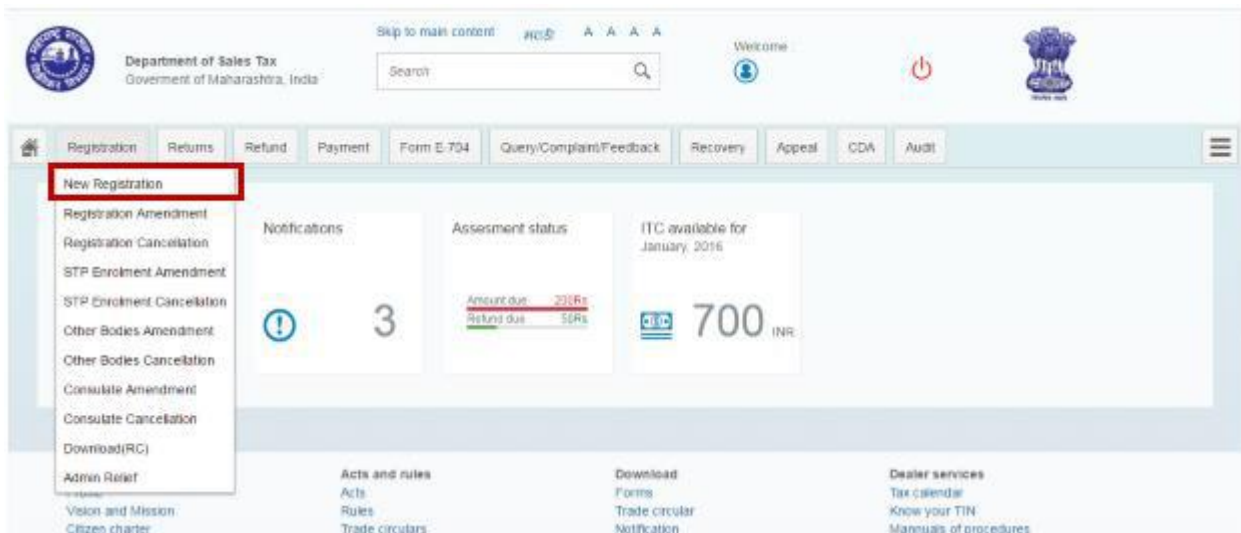 Skip to main content मराठी A A A A
Department of Sales Tax
Goverment of Maharashtra, India
Search
Welcome
Registration Returns Refund Payment Form E-704 Query/Complaint/Feedback Recovery Appeal CDA Audit
New Registration
Registration Amendment
Registration Cancellation
STP Enrolment Amendment
STP Enrolment Cancellation
Other Bodies Amendment
Other Bodies Cancellation
Consulate Amendment
Consulate Cancellation
Download(RC)
Admin Relief
Notifications
3
Assesment status
Amount due 200Rs
Refund due 50Rs
ITC available for
January, 2016
700 INR
Vision and Mission
Citizen charter
Acts and rules
Acts
Rules
Trade circulars
Download
Forms
Trade circular
Notification
Dealer services
Tax calendar
Know your TIN
Mannuals of procedures